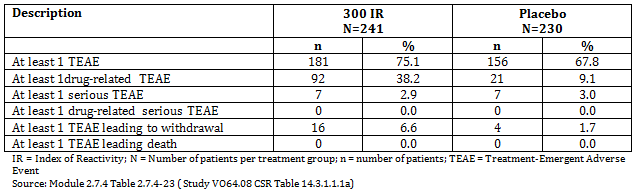 Description 300 IR Placebo
N=241 N=230
n % n %
At least 1 TEAE 181 75.1 156 67.8
At least 1drug-related TEAE 92 38.2 21 9.1
At least 1 serious TEAE 7 2.9 7 3.0
At least 1 drug-related serious TEAE 0 0.0 0 0.0
At least 1 TEAE leading to withdrawal 16 6.6 4 1.7
At least 1 TEAE leading death 0 0.0 0 0.0
IR = Index of Reactivity; N = Number of patients per treatment group; n = number of patients; TEAE = Treatment-Emergent Adverse
Event
Source: Module 2.7.4 Table 2.7.4-23 ( Study VO64.08 CSR Table 14.3.1.1.1a)